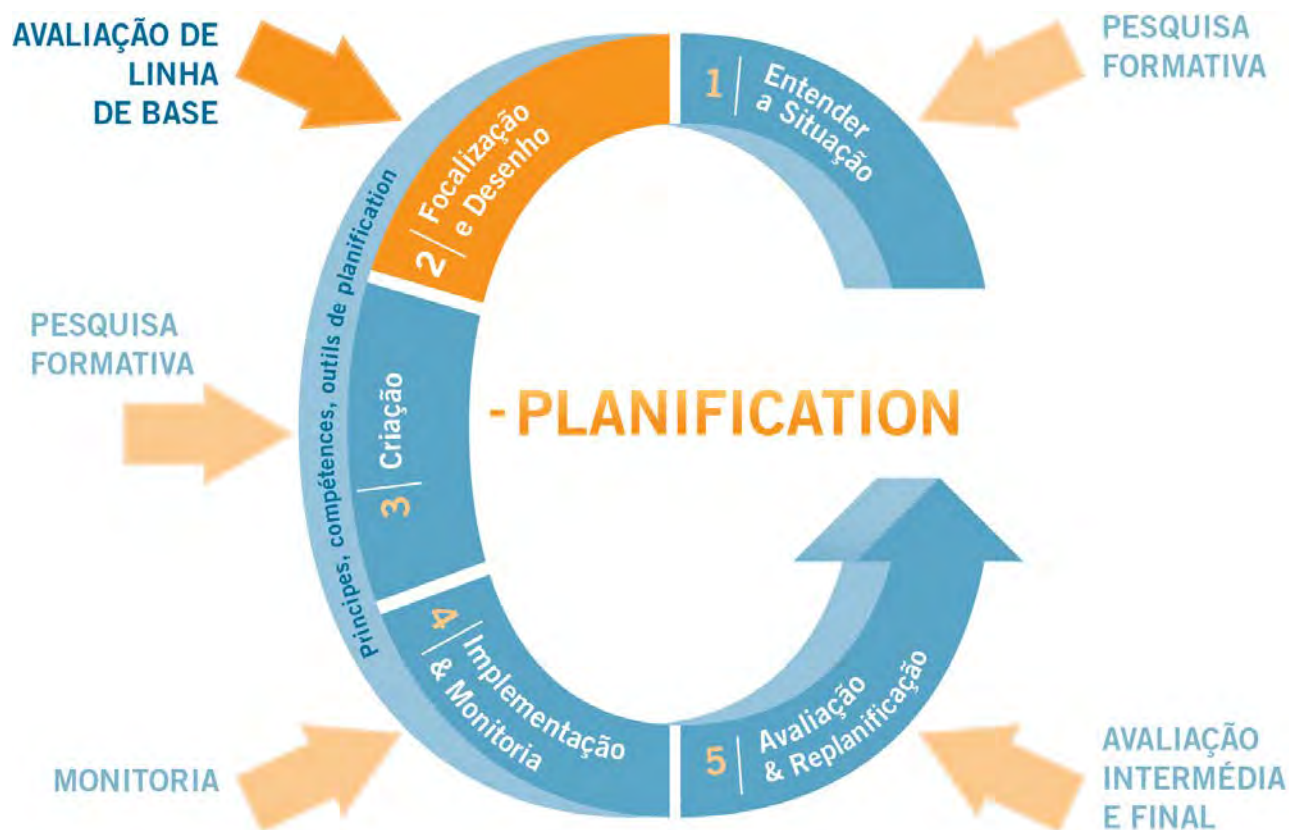 AVALIAÇÃO DE
LINHA
DE BASE
PESQUISA
FORMATIVA
1
Entender
a Situação
2
Focalização
e Desenho
Principes, compétences, outils de planification
PESQUISA
FORMATIVA
3
Criação
- PLANIFICATION
4
Implementação
& Monitoria
MONITORIA
5
Avaliação
& Replanificação
AVALIAÇÃO
INTERMÉDIA
E FINAL